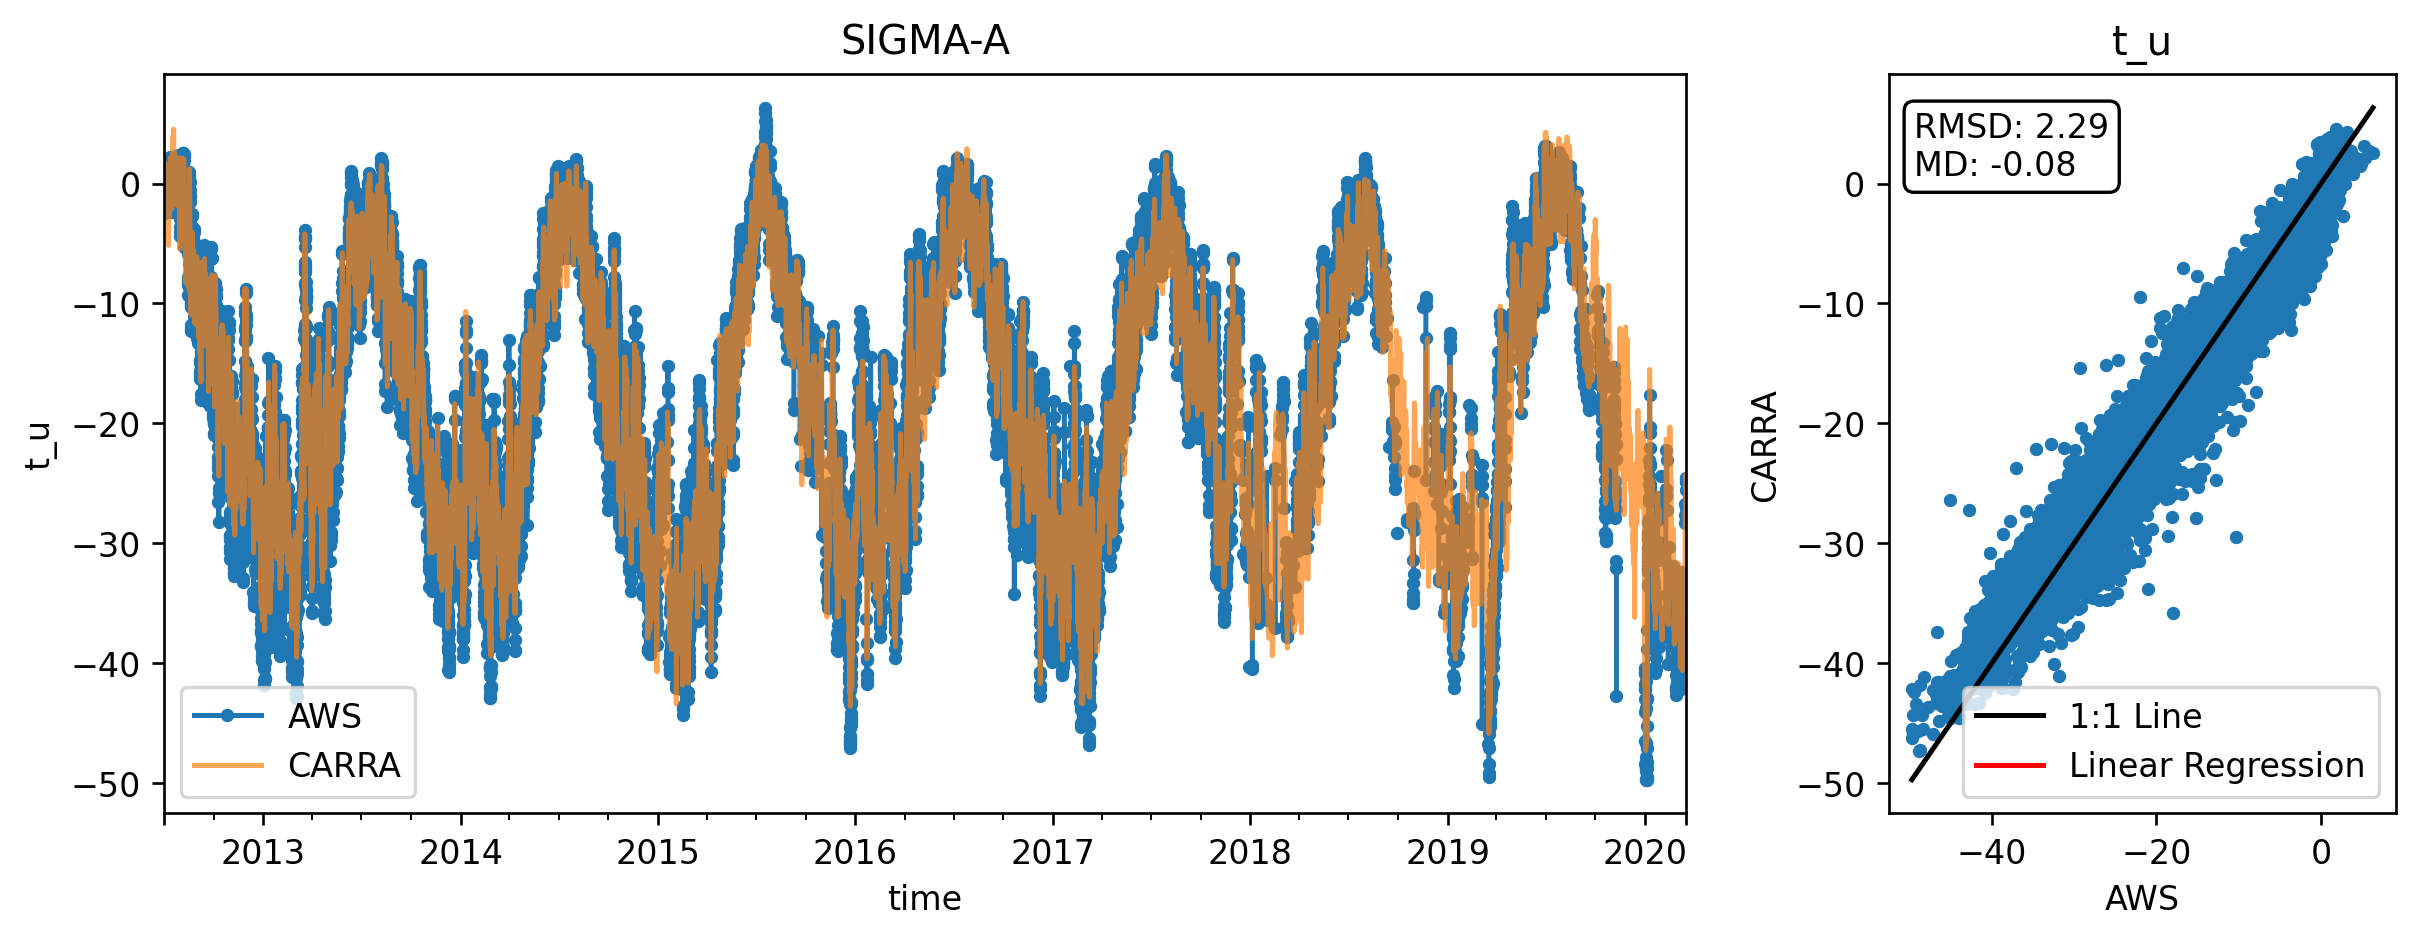 SIGMA-A
t_u
0
−10
−20
−30
−40
−50
t_u
AWS
CARRA
2013 2014 2015 2016 2017 2018 2019 2020
time
t_u
RMSD: 2.29
MD: -0.08
0
−10
−20
−30
−40
−50
CARRA
1:1 Line
Linear Regression
−40 −20 0
AWS